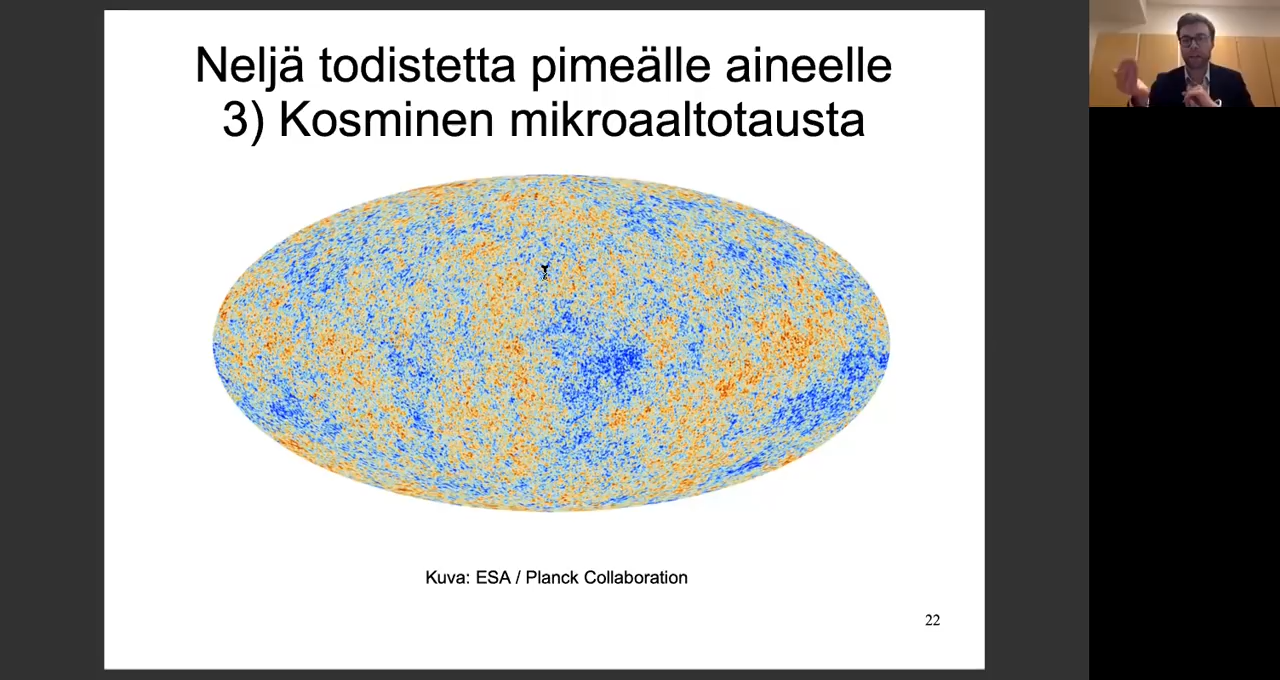 Neljä todistetta pimeälle aineelle
3) Kosminen mikroaaltotausta
Kuva: ESA / Planck Collaboration
22